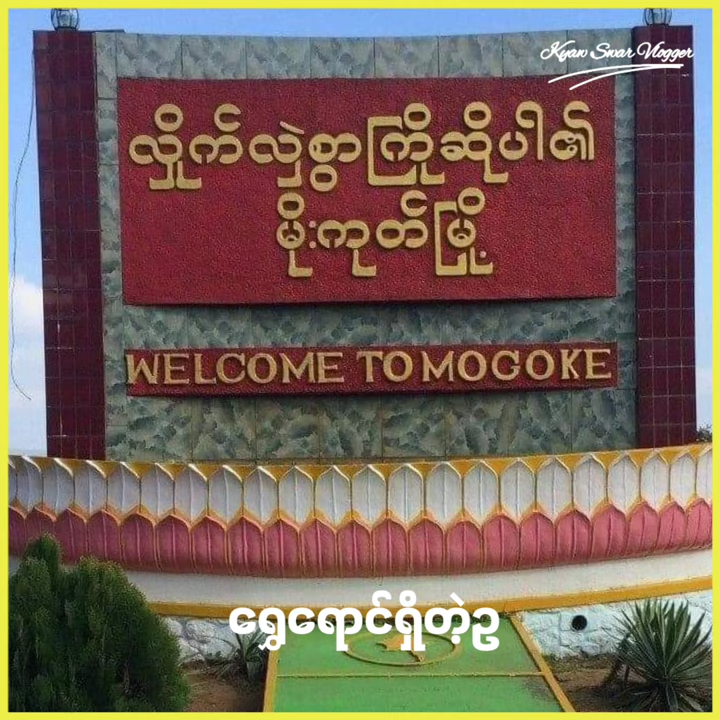 Kyaw Swar Vlogger
လှိုက်လှဲစွာကြိုဆိုပါ၏
မိုးကုတ်မြို့
WELCOME TO MOGOKE
ရွှေရောင်ရှိတဲ့ဥ